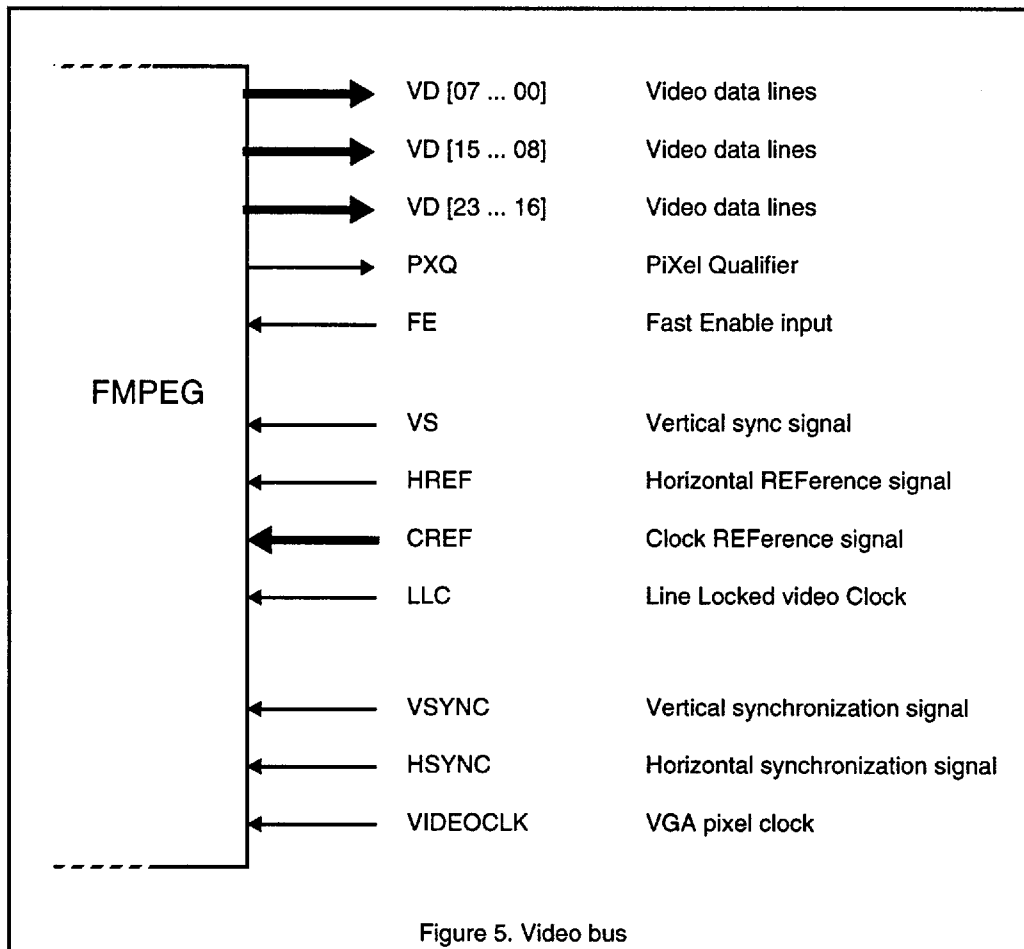 VD [07 ... 00] Video data lines
VD [15 ... 08] Video data lines
VD [23 ... 16] Video data lines
PXQ PiXel Qualifier
FE Fast Enable input
FMPEG
VS Vertical sync signal
HREF Horizontal REFerence signal
CREF Clock REFerence signal
LLC Line Locked video Clock
VSYNC Vertical synchronization signal
HSYNC Horizontal synchronization signal
VIDEOCLK VGA pixel clock
Figure 5. Video bus